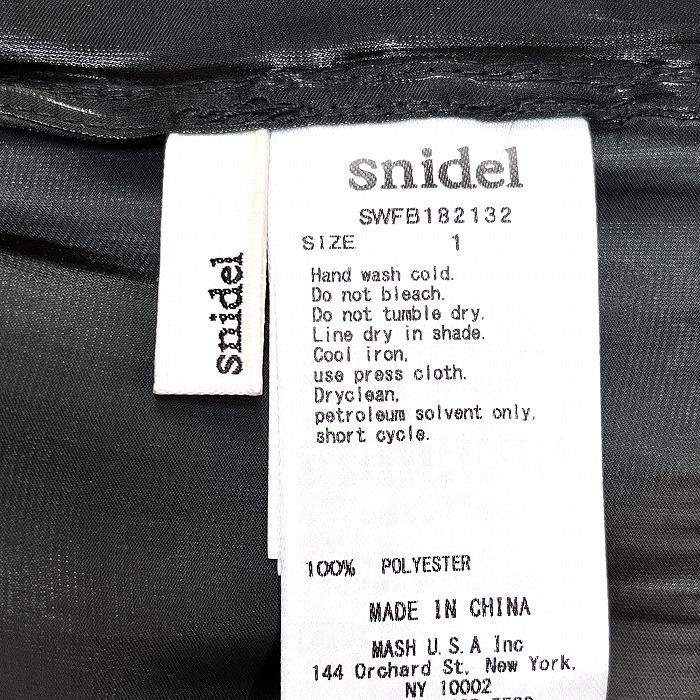 snidel
snidel
SWFB182132
SIZE 1
Hand wash cold.
Do not bleach.
Do not tumble dry.
Line dry in shade.
Cool iron,
use press cloth.
Dryclean,
petroleum solvent only,
short cycle.
100% POLYESTER
MADE IN CHINA
MASH U.S.A Inc
144 Orchard St, New York,
NY 10002